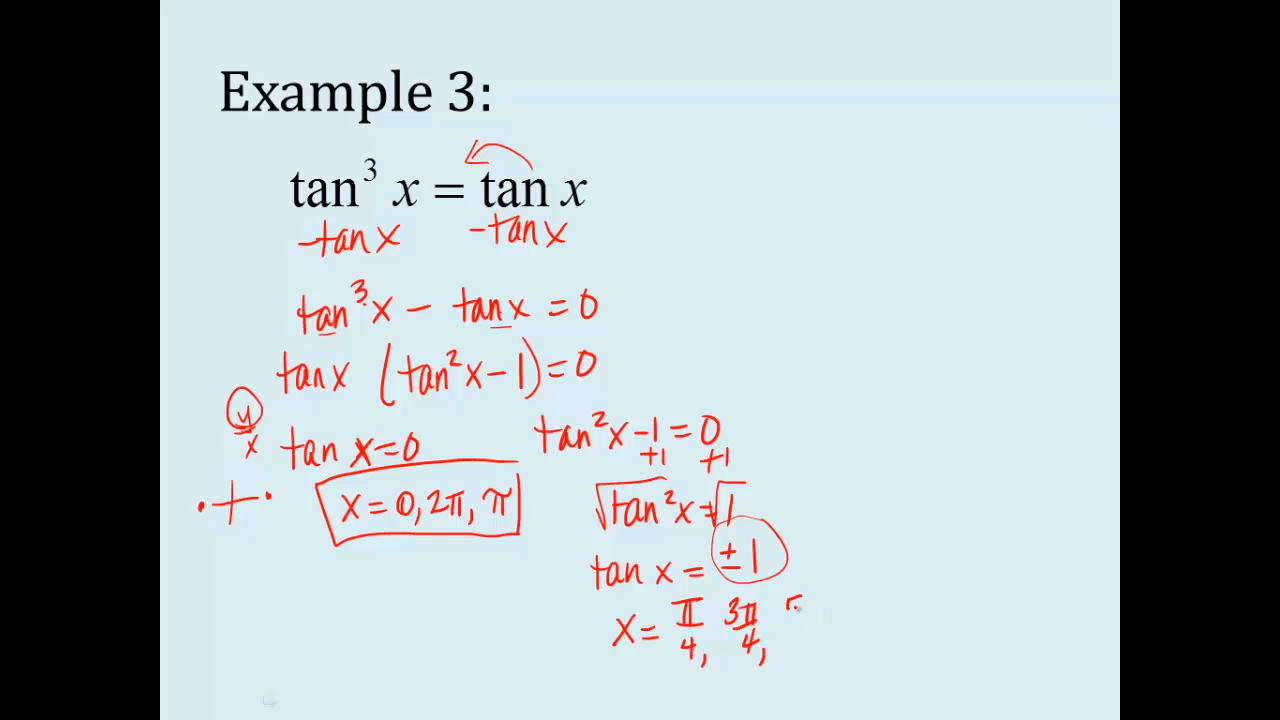 Example 3:
tan³ x = tan x
-tan x -tan x
tan³x - tan x = 0
tan x (tan²x - 1) = 0
y/x tan x = 0
x = 0, 2π, π
tan²x - 1 = 0
+1 +1
√tan²x = √1
tan x = ±1
x = π/4, 3π/4,